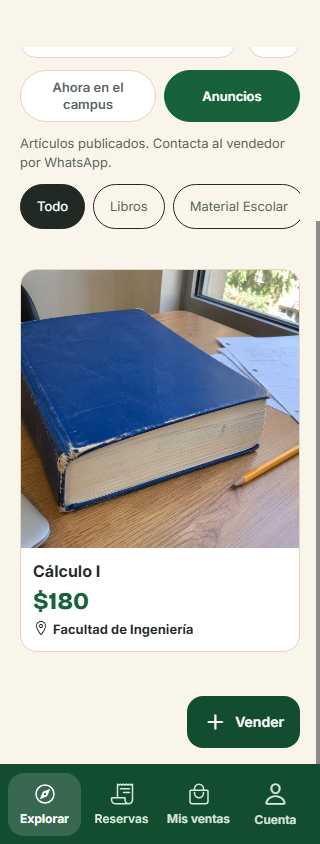 Ahora en el
campus
Anuncios
Artículos publicados. Contacta al vendedor
por WhatsApp.
Todo
Libros
Material Escolar
Cálculo I
$180
Facultad de Ingeniería
Vender
Explorar
Reservas
Mis ventas
Cuenta